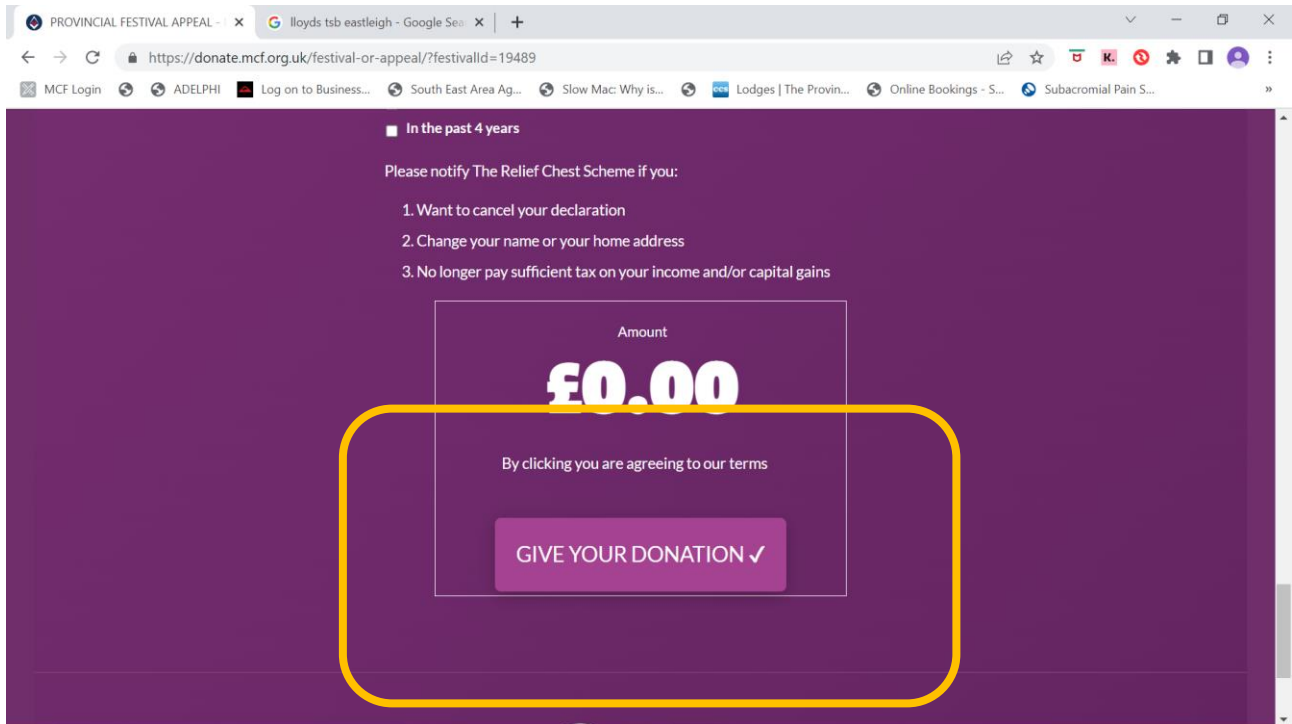 PROVINCIAL FESTIVAL APPEAL -
lloyds tsb eastleigh - Google Sea
https://donate.mcf.org.uk/festival-or-appeal/?festivalId=19489
K.
MCF Login ADELPHI Log on to Business... South East Area Ag... Slow Mac: Why is... ccs Lodges | The Provin... Online Bookings - S... Subacromial Pain S... »
In the past 4 years
Please notify The Relief Chest Scheme if you:
1. Want to cancel your declaration
2. Change your name or your home address
3. No longer pay sufficient tax on your income and/or capital gains
Amount
£0.00
By clicking you are agreeing to our terms
GIVE YOUR DONATION ✓